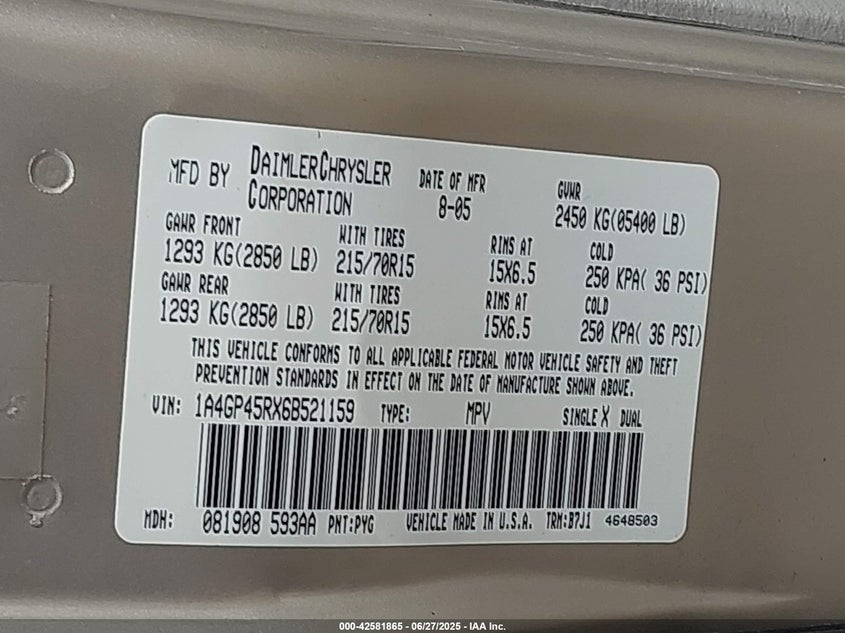 MFD BY DAIMLERCHRYSLER CORPORATION
DATE OF MFR 8-05
GVWR 2450 KG(05400 LB)
GAWR FRONT 1293 KG(2850 LB)
WITH TIRES 215/70R15
RIMS AT 15X6.5
COLD 250 KPA( 36 PSI)
GAWR REAR 1293 KG(2850 LB)
WITH TIRES 215/70R15
RIMS AT 15X6.5
COLD 250 KPA( 36 PSI)
THIS VEHICLE CONFORMS TO ALL APPLICABLE FEDERAL MOTOR VEHICLE SAFETY AND THEFT
PREVENTION STANDARDS IN EFFECT ON THE DATE OF MANUFACTURE SHOWN ABOVE.
VIN: 1A4GP45RX6B521159 TYPE: MPV SINGLE X DUAL
MDH: 081908 593AA PNT:PYG VEHICLE MADE IN U.S.A. TRM:B7J1 4648503
000-42581865 - 06/27/2025 - IAA Inc.